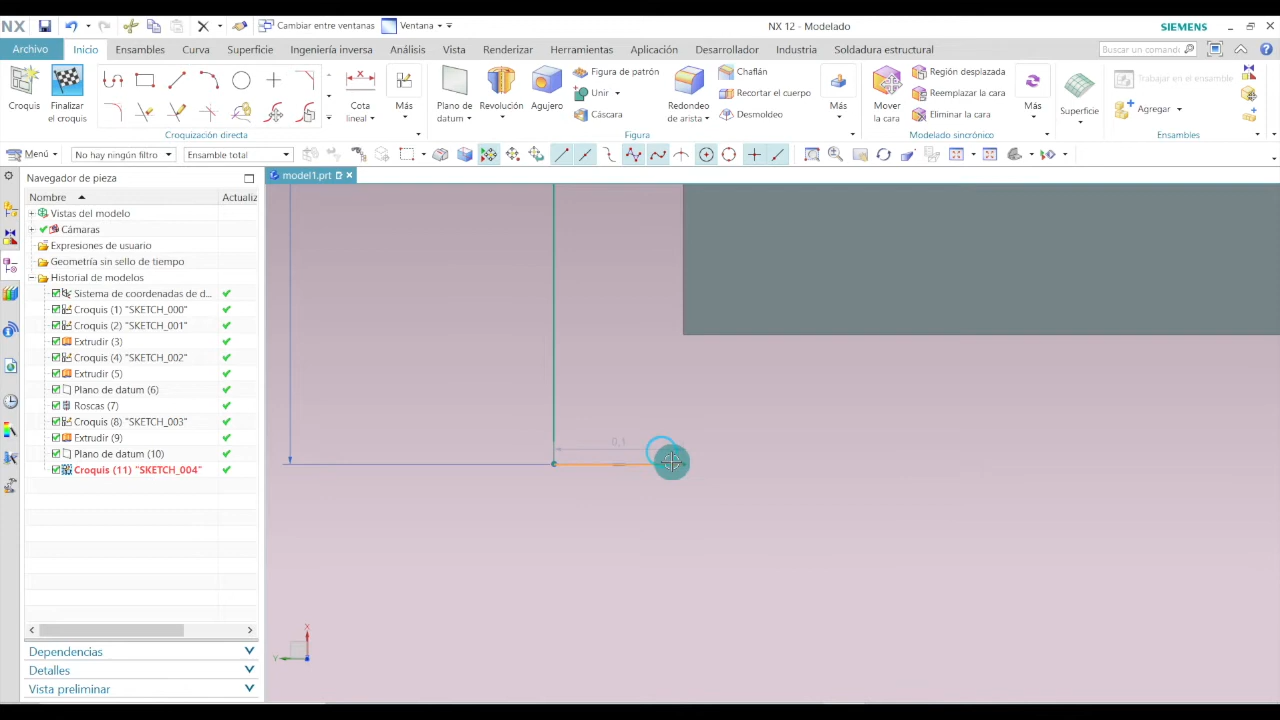 NX
Cambiar entre ventanas
Ventana
NX 12 - Modelado
SIEMENS
Archivo
Inicio
Ensambles
Curva
Superficie
Ingeniería inversa
Análisis
Vista
Renderizar
Herramientas
Aplicación
Desarrollador
Industria
Soldadura estructural
Buscar un comando
Croquis
Finalizar el croquis
Cota lineal
Más
Croquización directa
Plano de datum
Revolución
Agujero
Figura de patrón
Unir
Cáscara
Redondeo de arista
Chaflán
Recortar el cuerpo
Desmoldeo
Más
Figura
Mover la cara
Región desplazada
Reemplazar la cara
Eliminar la cara
Más
Modelado sincrónico
Superficie
Trabajar en el ensamble
Agregar
Ensambles
Menú
No hay ningún filtro
Ensamble total
Navegador de pieza
model1.prt
Nombre
Actualiz
Vistas del modelo
Cámaras
Expresiones de usuario
Geometría sin sello de tiempo
Historial de modelos
Sistema de coordenadas de d...
Croquis (1) "SKETCH_000"
Croquis (2) "SKETCH_001"
Extrudir (3)
Croquis (4) "SKETCH_002"
Extrudir (5)
Plano de datum (6)
Roscas (7)
Croquis (8) "SKETCH_003"
Extrudir (9)
Plano de datum (10)
Croquis (11) "SKETCH_004"
0,1
X
Y
Dependencias
Detalles
Vista preliminar